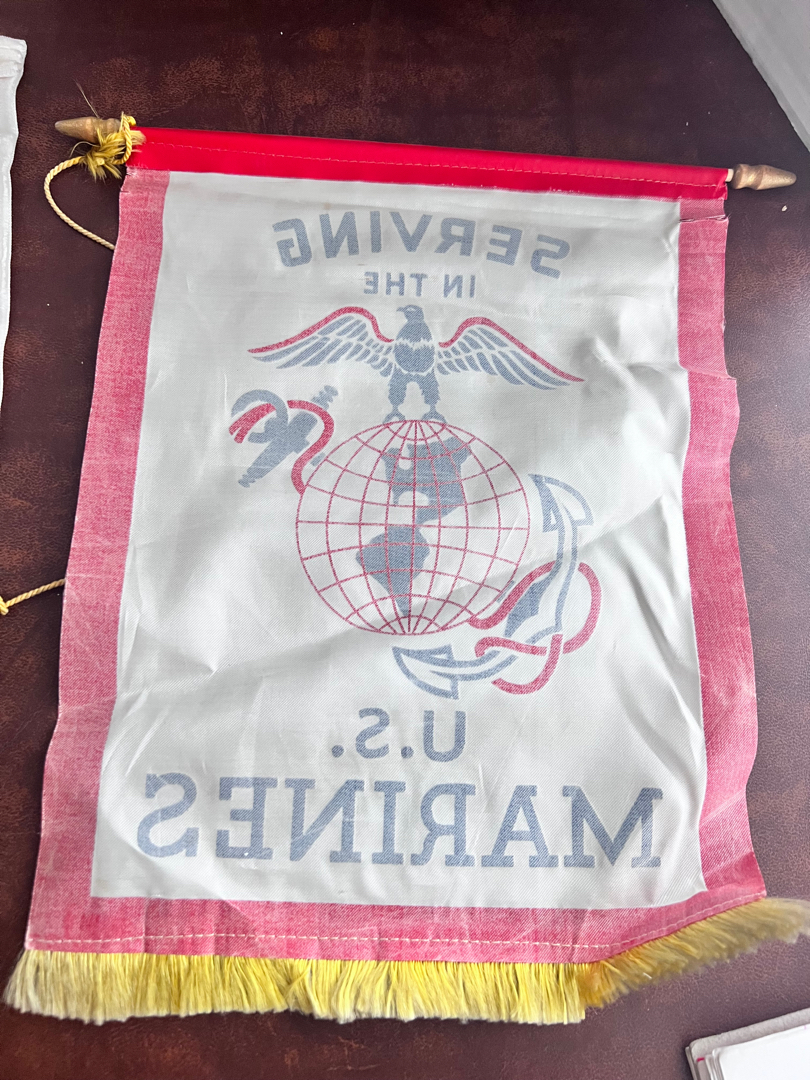 SERVING
IN THE
U.S.
MARINES